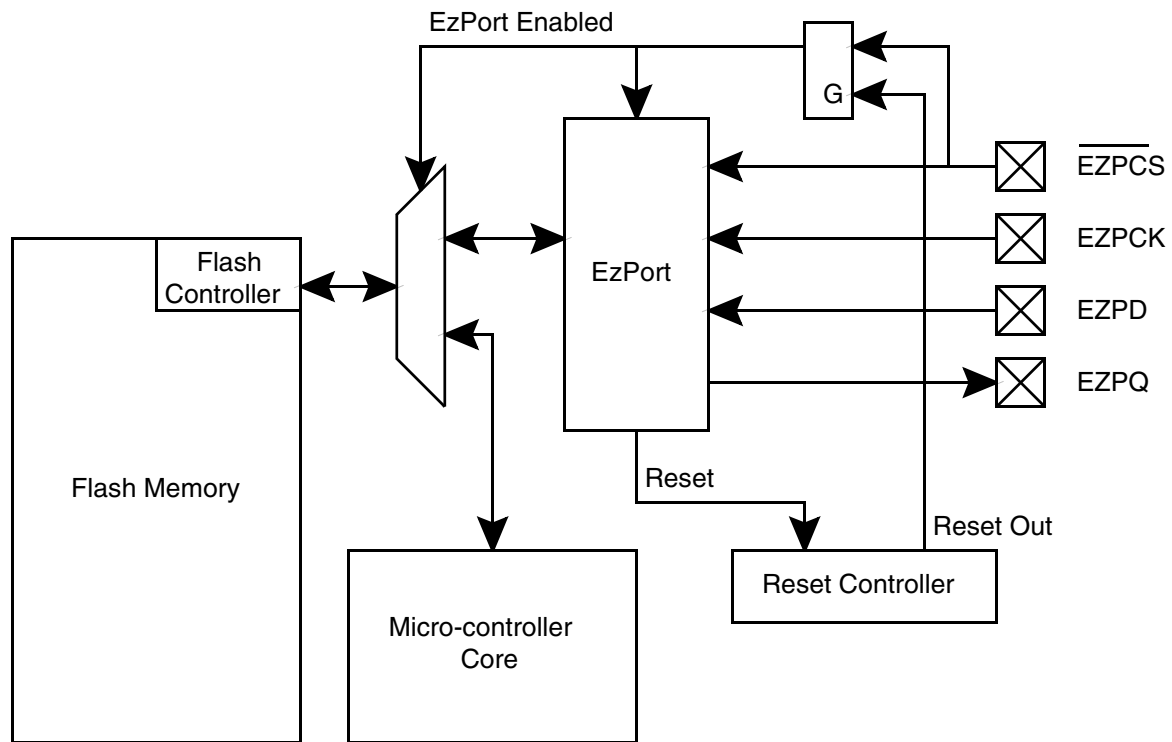 EzPort Enabled
G
EZPCS
EZPCK
EZPD
EZPQ
Flash
Controller
EzPort
Flash Memory
Reset
Reset Out
Reset Controller
Micro-controller
Core